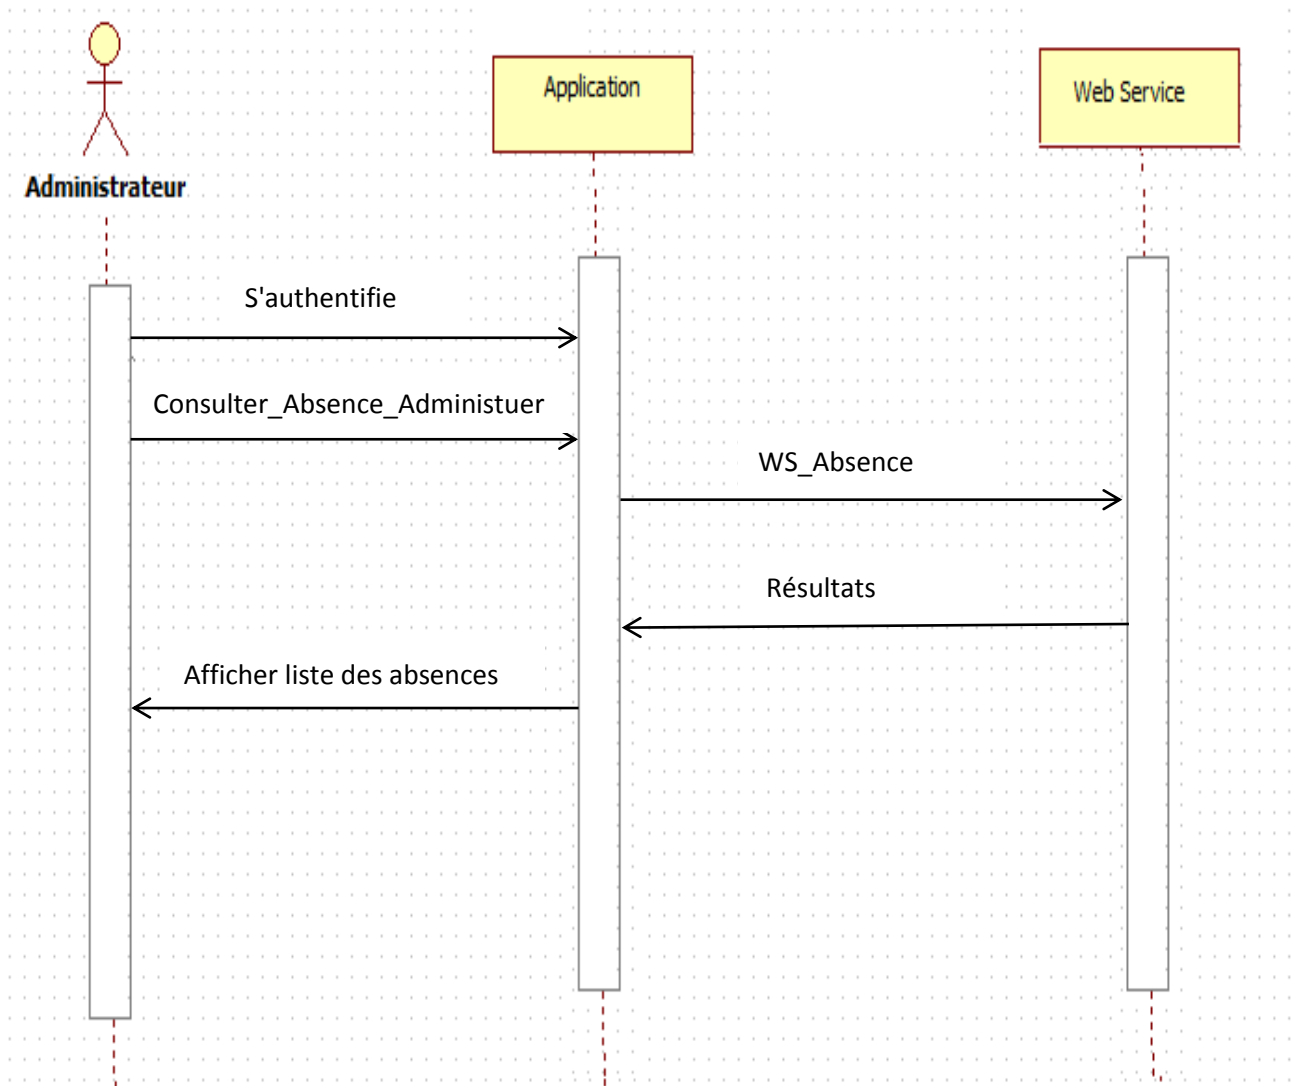 Application
Web Service
Administrateur
S'authentifie
Consulter_Absence_Administuer
WS_Absence
Résultats
Afficher liste des absences